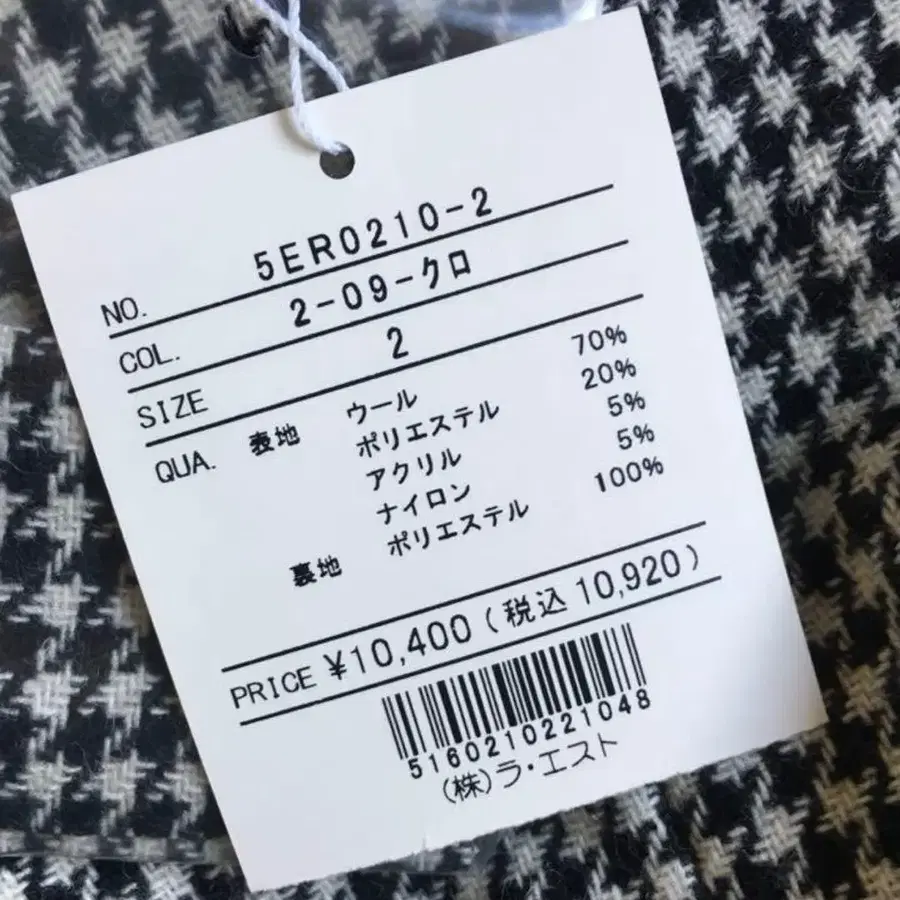 NO. 5ER0210-2
COL. 2-09-クロ
SIZE 2
QUA. 表地 ウール 70%
ポリエステル 20%
アクリル 5%
ナイロン 5%
裏地 ポリエステル 100%
PRICE ¥10,400(税込 10,920)
5160210221048
(株)ラ・エスト